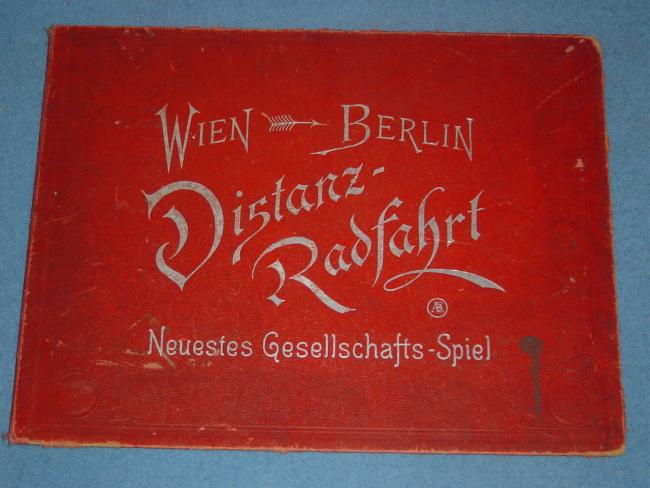 WIEN BERLIN
Distanz-
Radfahrt
Neuestes Gesellschafts-Spiel